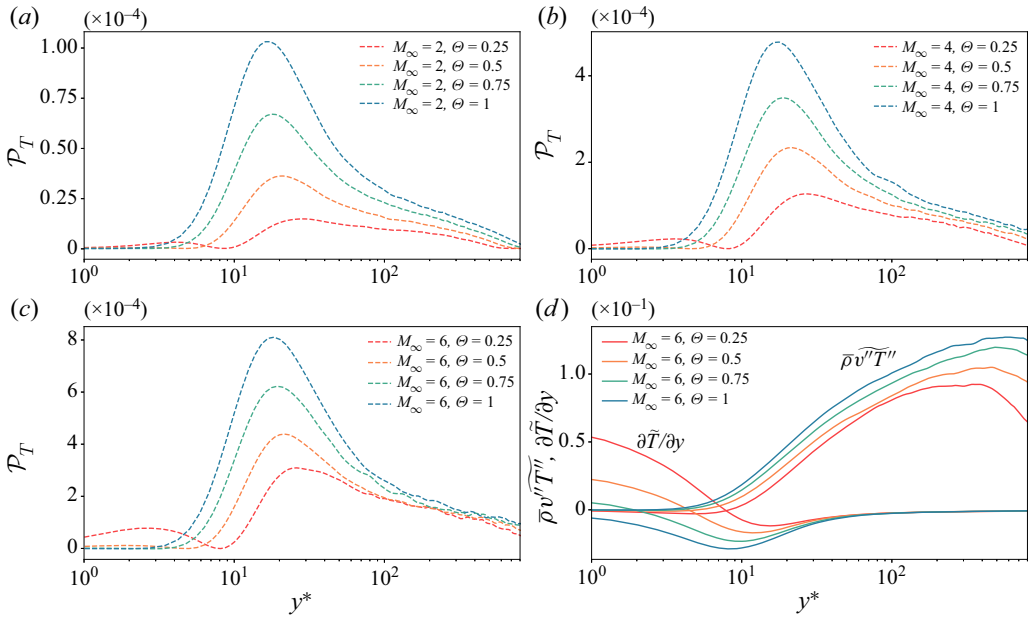 (a) (×10⁻⁴)
1.00
0.75
0.50
0.25
0
𝒫_T
M∞ = 2, Θ = 0.25
M∞ = 2, Θ = 0.5
M∞ = 2, Θ = 0.75
M∞ = 2, Θ = 1
10⁰ 10¹ 10²
(b) (×10⁻⁴)
4
2
0
𝒫_T
M∞ = 4, Θ = 0.25
M∞ = 4, Θ = 0.5
M∞ = 4, Θ = 0.75
M∞ = 4, Θ = 1
10⁰ 10¹ 10²
(c) (×10⁻⁴)
8
6
4
2
0
𝒫_T
M∞ = 6, Θ = 0.25
M∞ = 6, Θ = 0.5
M∞ = 6, Θ = 0.75
M∞ = 6, Θ = 1
10⁰ 10¹ 10²
y*
(d) (×10⁻¹)
1.0
0.5
0
ρ̄ v″T″͂, ∂T̃/∂y
M∞ = 6, Θ = 0.25
M∞ = 6, Θ = 0.5
M∞ = 6, Θ = 0.75
M∞ = 6, Θ = 1
ρ̄ v″T″͂
∂T̃/∂y
10⁰ 10¹ 10²
y*